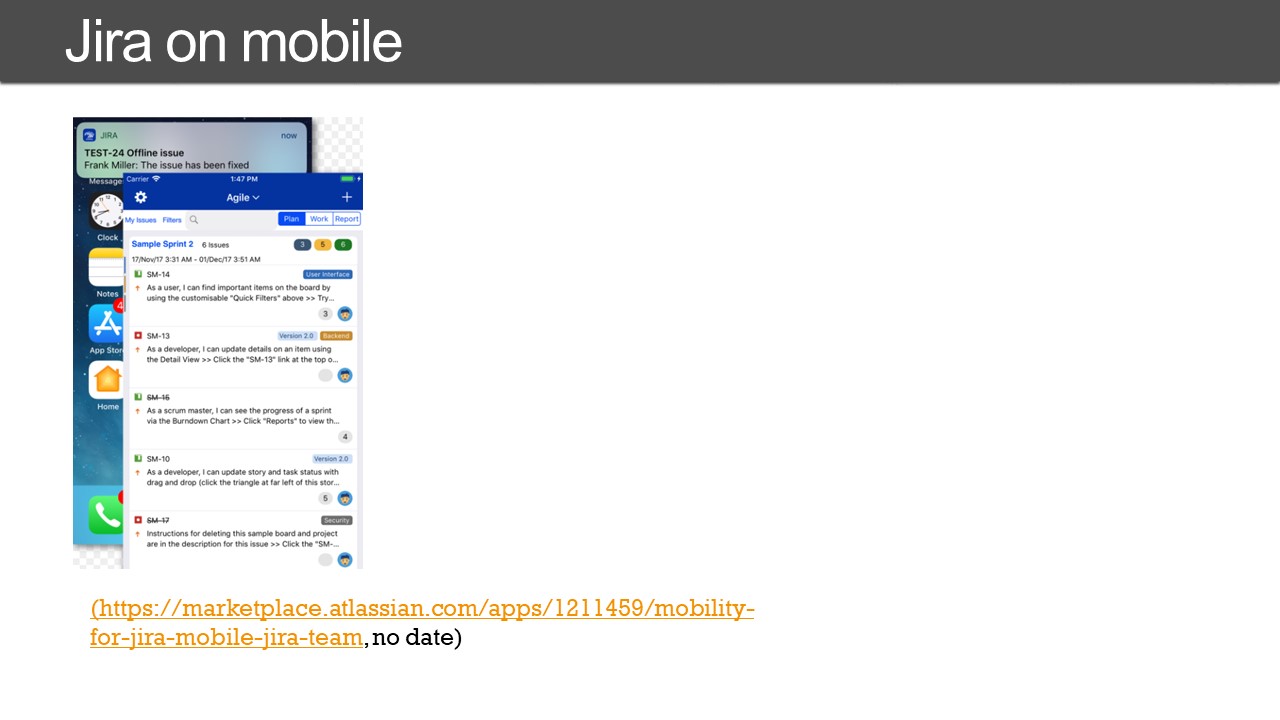 Jira on mobile
JIRA now
TEST-24 Offline issue
Frank Miller: The issue has been fixed
Message
Carrier 1:47 PM
Agile
My Issues Filters Plan Work Report
Clock
Sample Sprint 2 6 Issues 3 5 6
17/Nov/17 3:31 AM - 01/Dec/17 3:51 AM
SM-14 User Interface
As a user, I can find important items on the board by
using the customisable "Quick Filters" above >> Try...
Notes
4
3
SM-13 Version 2.0 Backend
As a developer, I can update details on an item using
the Detail View >> Click the "SM-13" link at the top o...
App Stor
SM-16
As a scrum master, I can see the progress of a sprint
via the Burndown Chart >> Click "Reports" to view th...
Home
4
SM-10 Version 2.0
As a developer, I can update story and task status with
drag and drop (click the triangle at far left of this stor...
5
SM-17 Security
Instructions for deleting this sample board and project
are in the description for this issue >> Click the "SM-...
(https://marketplace.atlassian.com/apps/1211459/mobility-
for-jira-mobile-jira-team, no date)